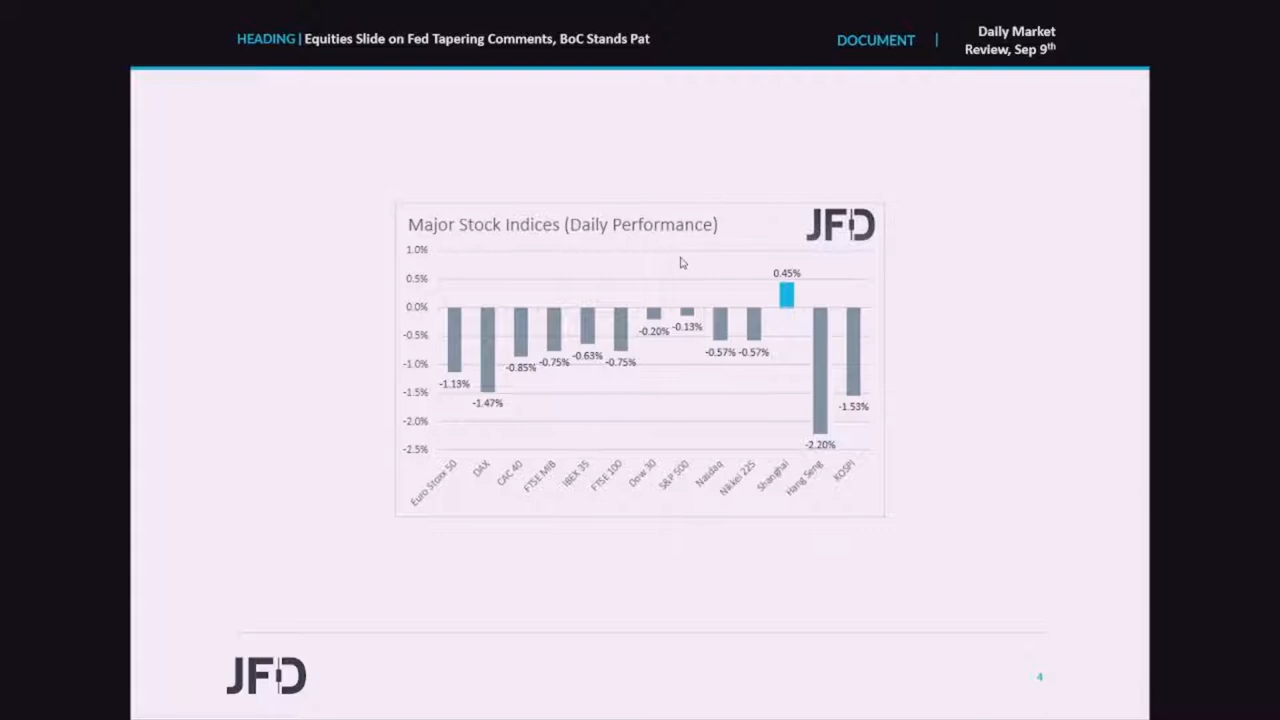 HEADING | Equities Slide on Fed Tapering Comments, BoC Stands Pat
DOCUMENT |
Daily Market
Review, Sep 9th
Major Stock Indices (Daily Performance)
JFD
1.0%
0.5%
0.0%
-0.5%
-1.0%
-1.5%
-2.0%
-2.5%
-1.13%
-1.47%
-0.85%
-0.75%
-0.63%
-0.75%
-0.20%
-0.13%
-0.57%
-0.57%
0.45%
-2.20%
-1.53%
Euro Stoxx 50
DAX
CAC 40
FTSE MIB
IBEX 35
FTSE 100
Dow 30
S&P 500
Nasdaq
Nikkei 225
Shanghai
Hang Seng
KOSPI
JFD
4